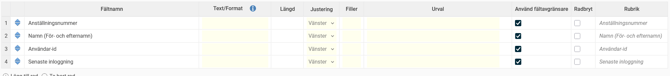 Fältnamn Text/Format i Längd Justering Filler Urval Använd fältavgränsare Radbryt Rubrik
1 Anställningsnummer Vänster Anställningsnummer
2 Namn (För- och efternamn) Vänster Namn (För- och efternamn)
3 Användar-id Vänster Användar-id
4 Senaste inloggning Vänster Senaste inloggning